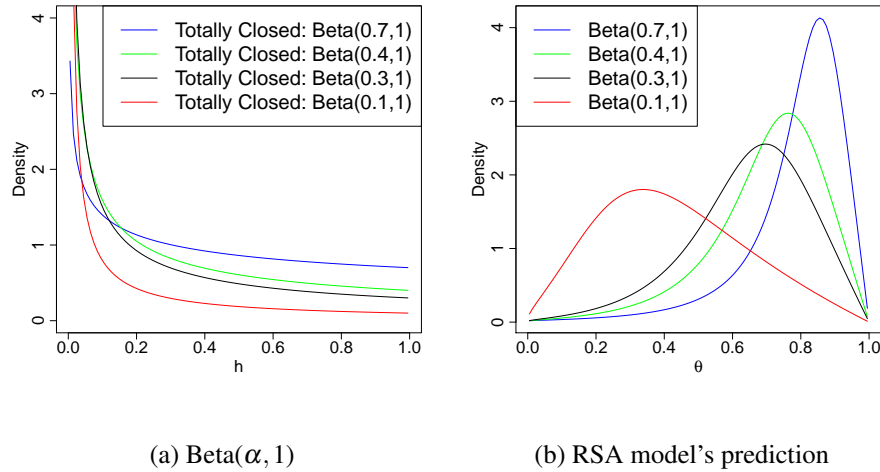 Totally Closed: Beta(0.7,1)
Totally Closed: Beta(0.4,1)
Totally Closed: Beta(0.3,1)
Totally Closed: Beta(0.1,1)
Density
0 1 2 3 4
0.0 0.2 0.4 0.6 0.8 1.0
h
(a) Beta(α, 1)
Beta(0.7,1)
Beta(0.4,1)
Beta(0.3,1)
Beta(0.1,1)
Density
0 1 2 3 4
0.0 0.2 0.4 0.6 0.8 1.0
θ
(b) RSA model's prediction